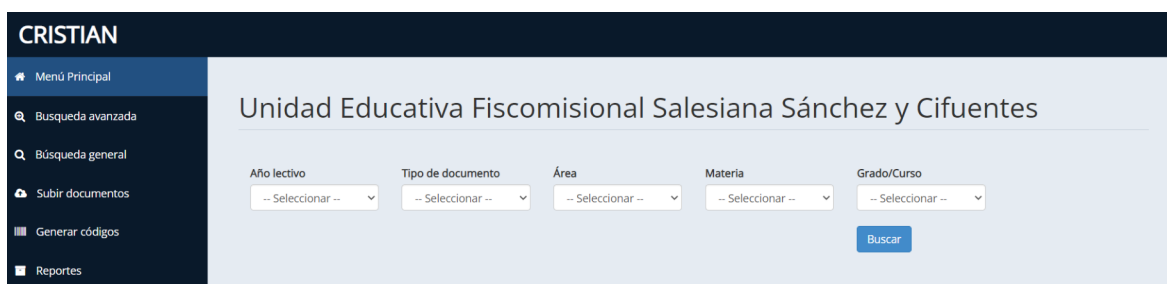 CRISTIAN
Menú Principal
Busqueda avanzada
Búsqueda general
Subir documentos
Generar códigos
Reportes
Unidad Educativa Fiscomisional Salesiana Sánchez y Cifuentes
Año lectivo Tipo de documento Área Materia Grado/Curso
-- Seleccionar -- -- Seleccionar -- -- Seleccionar -- -- Seleccionar -- -- Seleccionar --
Buscar